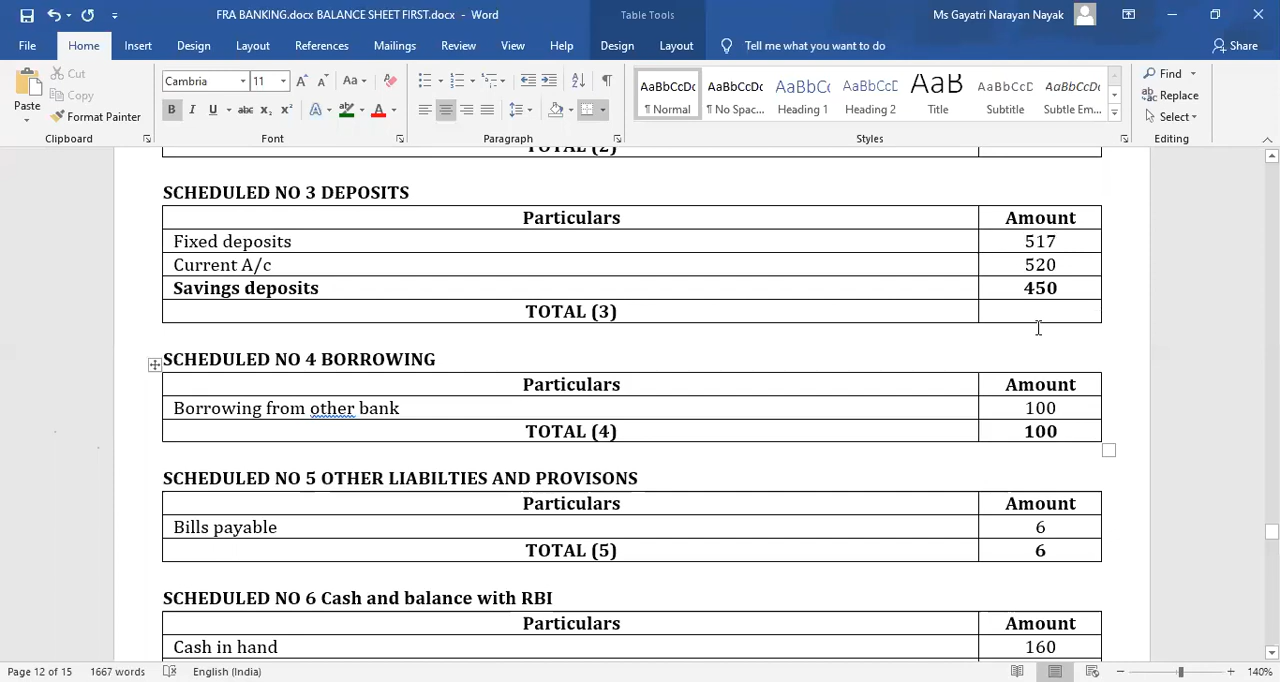 FRA BANKING.docx BALANCE SHEET FIRST.docx - Word
Table Tools
Ms Gayatri Narayan Nayak
File Home Insert Design Layout References Mailings Review View Help Design Layout Tell me what you want to do Share
Paste
Cut
Copy
Format Painter
Clipboard
Cambria 11
Font
Paragraph
AaBbCcDc AaBbCcDc AaBbC AaBbCc AaB AaBbCcD AaBbCcDc
¶ Normal ¶ No Spac... Heading 1 Heading 2 Title Subtitle Subtle Em...
Styles
Find
Replace
Select
Editing
TOTAL (2)
SCHEDULED NO 3 DEPOSITS
Particulars Amount
Fixed deposits 517
Current A/c 520
Savings deposits 450
TOTAL (3)
SCHEDULED NO 4 BORROWING
Particulars Amount
Borrowing from other bank 100
TOTAL (4) 100
SCHEDULED NO 5 OTHER LIABILTIES AND PROVISONS
Particulars Amount
Bills payable 6
TOTAL (5) 6
SCHEDULED NO 6 Cash and balance with RBI
Particulars Amount
Cash in hand 160
Page 12 of 15 1667 words English (India) 140%